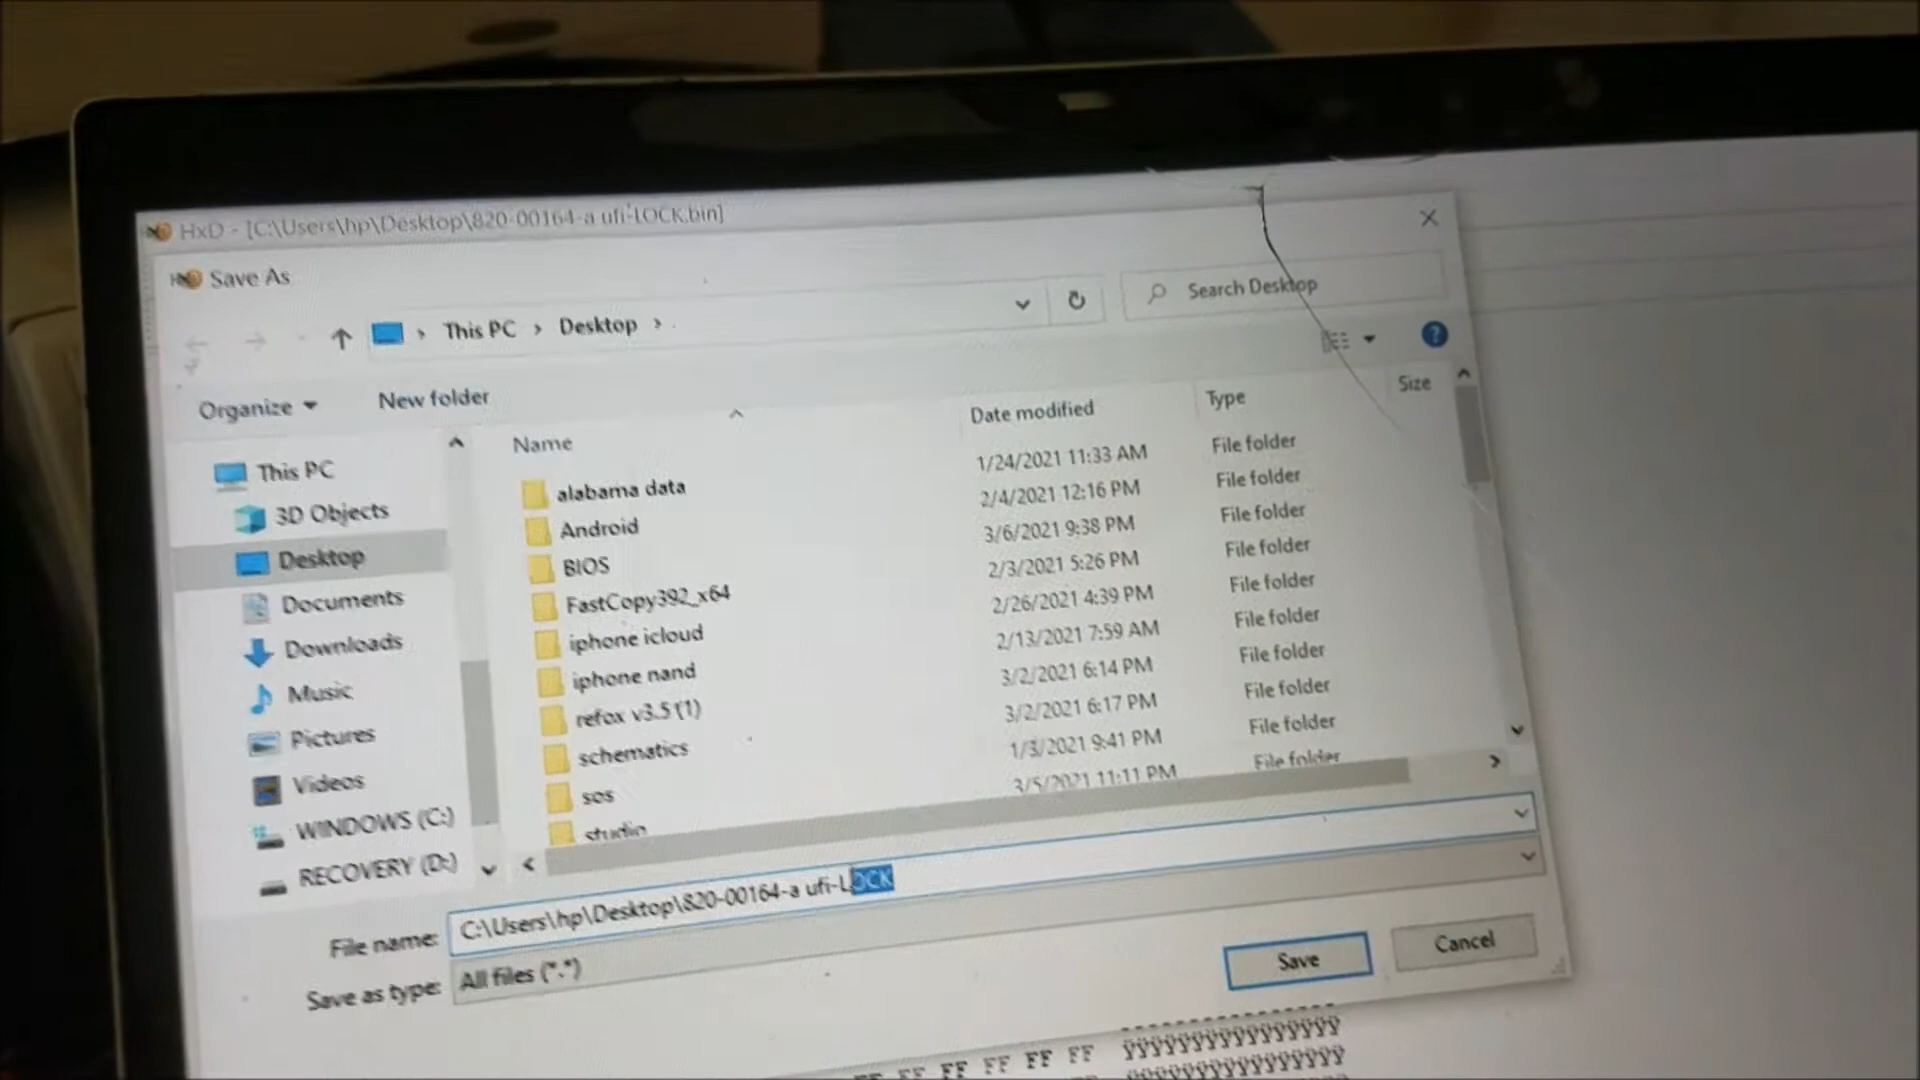 HxD - [C:\Users\hp\Desktop\820-00164-a ufi-LOCK.bin]
Save As
This PC > Desktop >
Search Desktop
Organize
New folder
Name
Date modified
Type
Size
This PC
3D Objects
Desktop
Documents
Downloads
Music
Pictures
Videos
WINDOWS (C:)
RECOVERY (D:)
alabama data
Android
BIOS
FastCopy392_x64
iphone icloud
iphone nand
refox v3.5 (1)
schematics
sos
studio
1/24/2021 11:33 AM
2/4/2021 12:16 PM
3/6/2021 9:38 PM
2/3/2021 5:26 PM
2/26/2021 4:39 PM
2/13/2021 7:59 AM
3/2/2021 6:14 PM
3/2/2021 6:17 PM
1/3/2021 9:41 PM
3/5/2021 11:11 PM
File folder
File folder
File folder
File folder
File folder
File folder
File folder
File folder
File folder
File folder
File name: C:\Users\hp\Desktop\820-00164-a ufi-LOCK
Save as type: All files (*.*)
Save
Cancel
FF FF FF FF FF FF ÿÿÿÿÿÿÿÿÿÿÿÿÿÿÿÿ